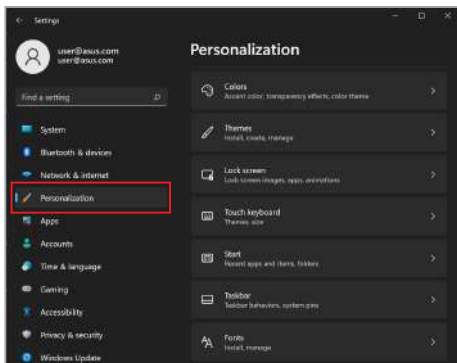 Settings
user@asus.com
user@asus.com
Find a setting
System
Bluetooth & devices
Network & internet
Personalization
Apps
Accounts
Time & language
Gaming
Accessibility
Privacy & security
Windows Update
Personalization
Colors
Accent color, transparency effects, color theme
Themes
Install, create, manage
Lock screen
Lock screen images, apps, animations
Touch keyboard
Themes, size
Start
Recent apps and items, folders
Taskbar
Taskbar behaviors, system pins
Fonts
Install, manage